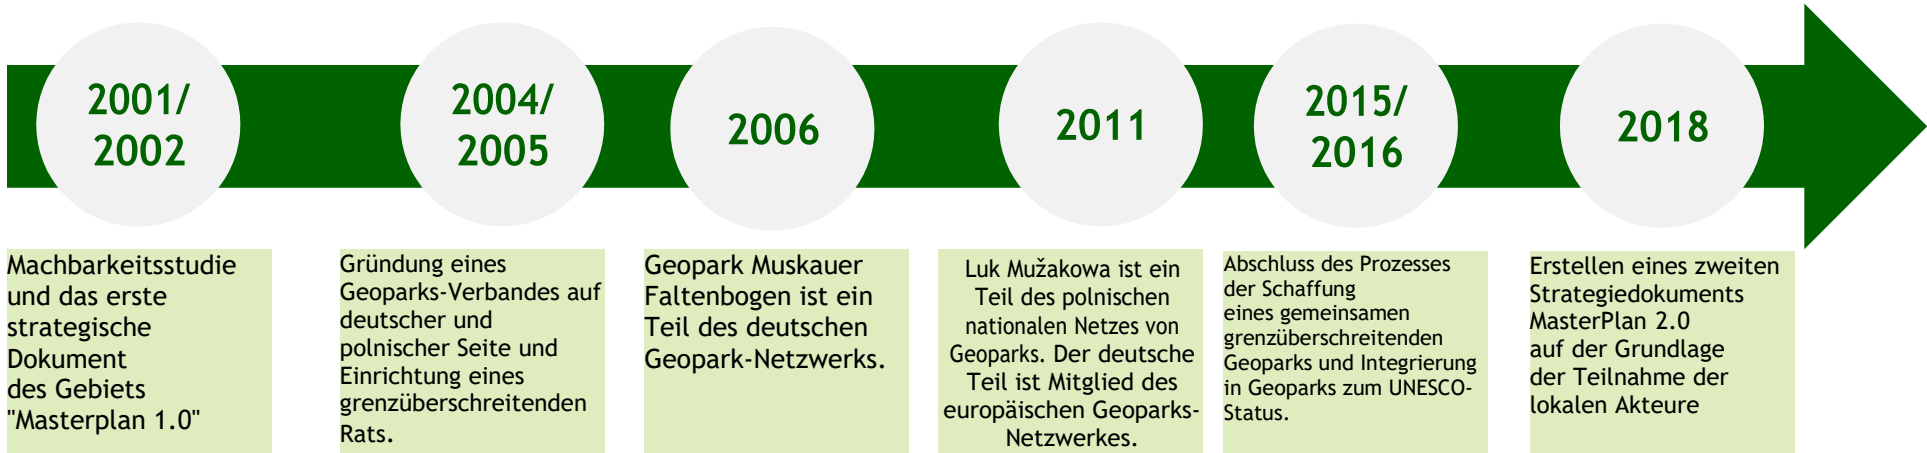 2001/
2002
2004/
2005
2006
2011
2015/
2016
2018
Machbarkeitsstudie
und das erste
strategische
Dokument
des Gebiets
"Masterplan 1.0"
Gründung eines
Geoparks-Verbandes auf
deutscher und
polnischer Seite und
Einrichtung eines
grenzüberschreitenden
Rats.
Geopark Muskauer
Faltenbogen ist ein
Teil des deutschen
Geopark-Netzwerks.
Luk Mužakowa ist ein
Teil des polnischen
nationalen Netzes von
Geoparks. Der deutsche
Teil ist Mitglied des
europäischen Geoparks-
Netzwerkes.
Abschluss des Prozesses
der Schaffung
eines gemeinsamen
grenzüberschreitenden
Geoparks und Integrierung
in Geoparks zum UNESCO-
Status.
Erstellen eines zweiten
Strategiedokuments
MasterPlan 2.0
auf der Grundlage
der Teilnahme der
lokalen Akteure